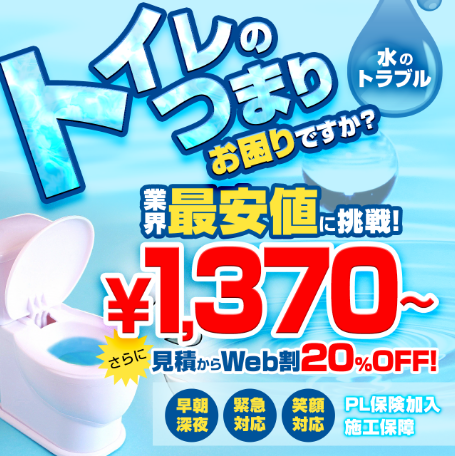 水の
トラブル
トイレの
つまり
お困りですか?
業界最安値に挑戦!
¥1,370~
さらに見積からWeb割20%OFF!
早朝
深夜
緊急
対応
笑顔
対応
PL保険加入
施工保障